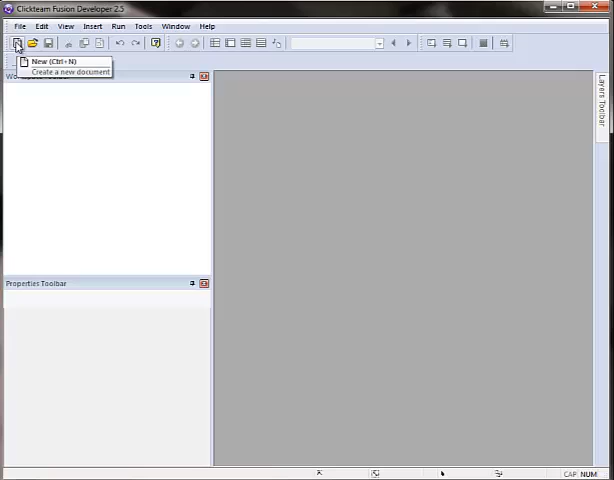 Clickteam Fusion Developer 2.5
File Edit View Insert Run Tools Window Help
New (Ctrl+N)
Create a new document
Layers Toolbar
Properties Toolbar
CAP NUM